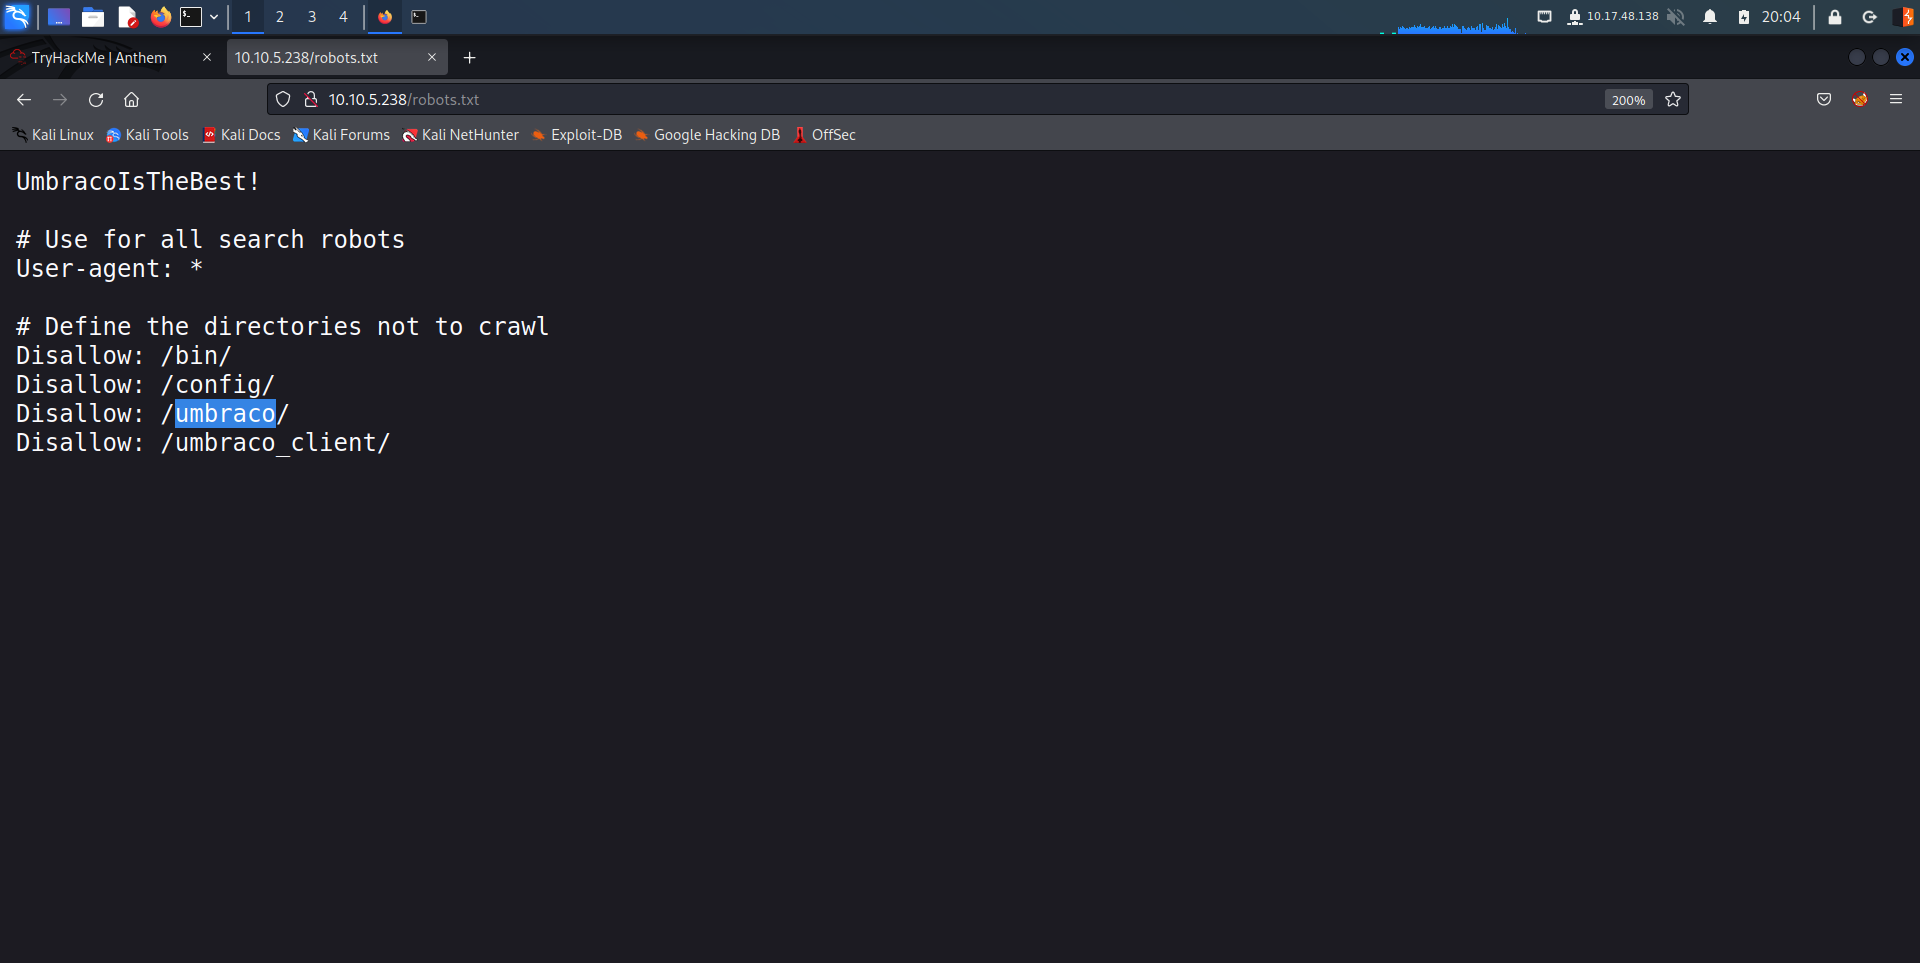 1 2 3 4 10.17.48.138 20:04
TryHackMe | Anthem 10.10.5.238/robots.txt
10.10.5.238/robots.txt 200%
Kali Linux Kali Tools Kali Docs Kali Forums Kali NetHunter Exploit-DB Google Hacking DB OffSec
UmbracoIsTheBest!
# Use for all search robots
User-agent: *
# Define the directories not to crawl
Disallow: /bin/
Disallow: /config/
Disallow: /umbraco/
Disallow: /umbraco_client/